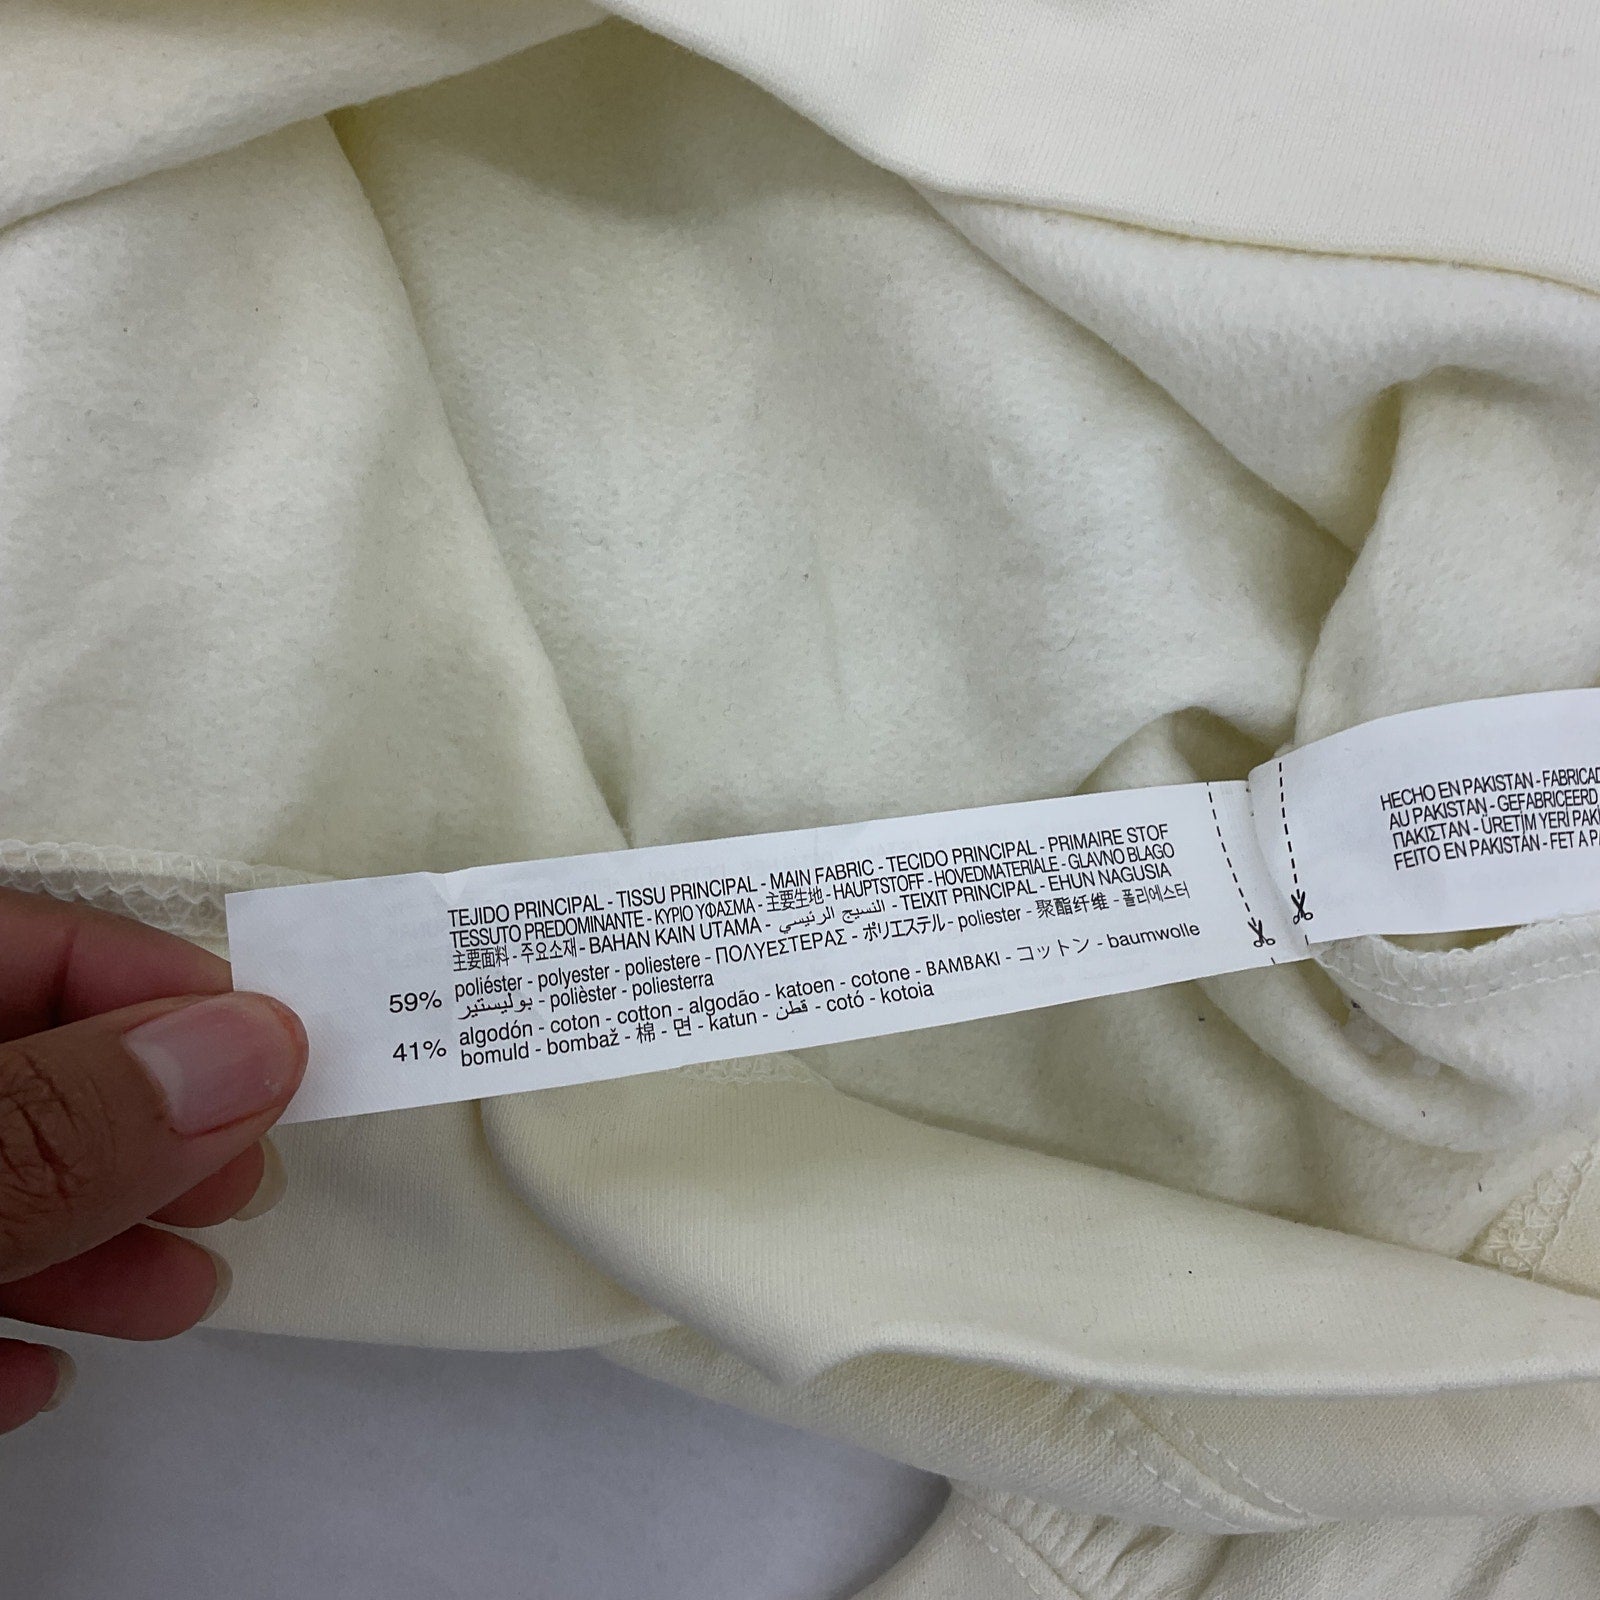 TEJIDO PRINCIPAL - TISSU PRINCIPAL - MAIN FABRIC - TECIDO PRINCIPAL - PRIMAIRE STOF
TESSUTO PREDOMINANTE - ΚΥΡΙΟ ΥΦΑΣΜΑ - 主要生地 - HAUPTSTOFF - HOVEDMATERIALE - GLAVNO BLAGO
主要面料 - 주요소재 - BAHAN KAIN UTAMA - النسيج الرئيسي - TEIXIT PRINCIPAL - EHUN NAGUSIA
59% poliéster - polyester - poliestere - ΠΟΛΥΕΣΤΕΡΑΣ - ポリエステル - poliester - 聚酯纤维 - 폴리에스터
بوليستير - polièster - poliesterra
41% algodón - coton - cotton - algodão - katoen - cotone - BAMBAKI - コットン - baumwolle
bomuld - bombaž - 棉 - 면 - katun - قطن - cotó - kotoia
HECHO EN PAKISTAN - FABRICAD
AU PAKISTAN - GEFABRICEERD
ΠΑΚΙΣΤΑΝ - ÜRETİM YERİ PAKİ
FEITO EN PAKISTÁN - FET A PA